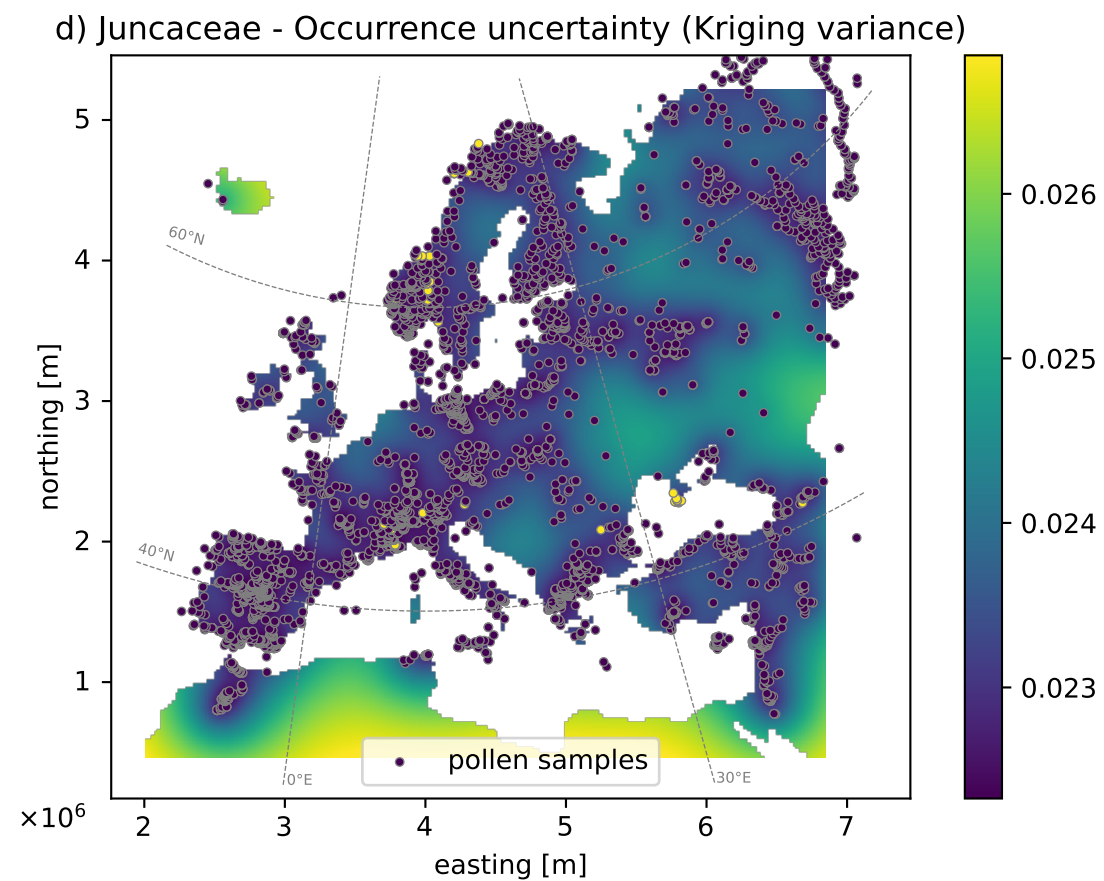 d) Juncaceae - Occurrence uncertainty (Kriging variance)
5
4
3
2
1
northing [m]
×10⁶
2
3
4
5
6
7
easting [m]
60°N
40°N
0°E
30°E
pollen samples
0.026
0.025
0.024
0.023